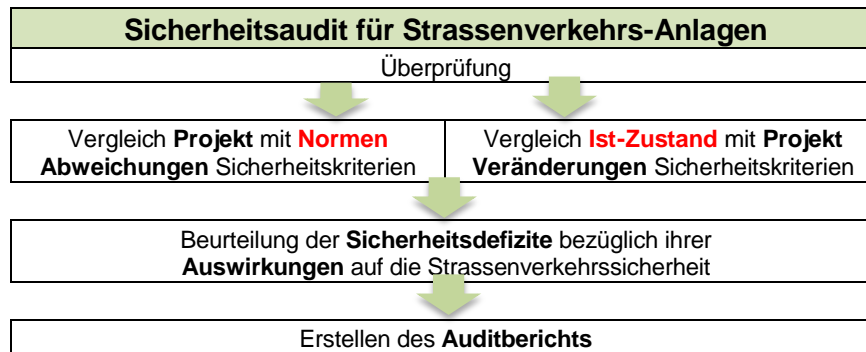 Sicherheitsaudit für Strassenverkehrs-Anlagen
Überprüfung
Vergleich Projekt mit Normen
Abweichungen Sicherheitskriterien
Vergleich Ist-Zustand mit Projekt
Veränderungen Sicherheitskriterien
Beurteilung der Sicherheitsdefizite bezüglich ihrer
Auswirkungen auf die Strassenverkehrssicherheit
Erstellen des Auditberichts